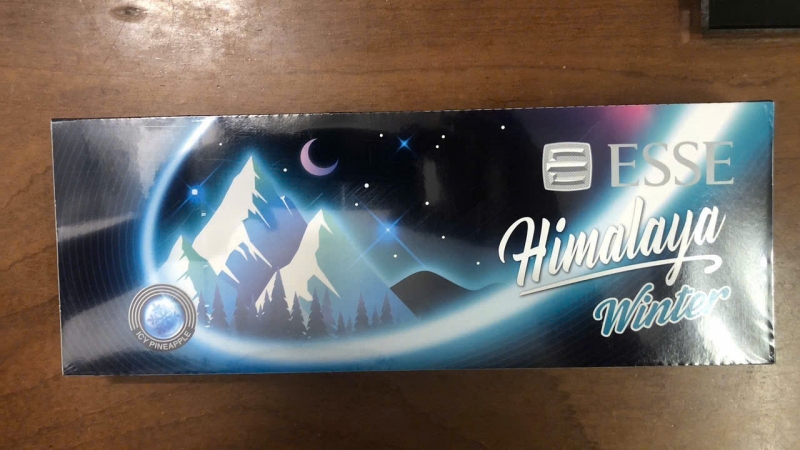 ESSE
Himalaya
Winter
ICY PINEAPPLE